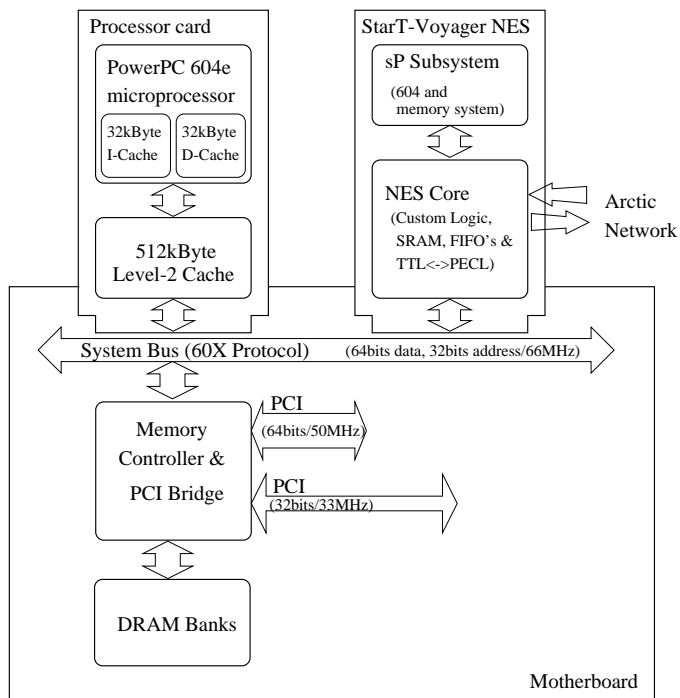 Processor card
PowerPC 604e
microprocessor
32kByte
I-Cache
32kByte
D-Cache
512kByte
Level-2 Cache
StarT-Voyager NES
sP Subsystem
(604 and
memory system)
NES Core
(Custom Logic,
SRAM, FIFO's &
TTL<->PECL)
Arctic
Network
System Bus (60X Protocol)
(64bits data, 32bits address/66MHz)
Memory
Controller &
PCI Bridge
PCI
(64bits/50MHz)
PCI
(32bits/33MHz)
DRAM Banks
Motherboard